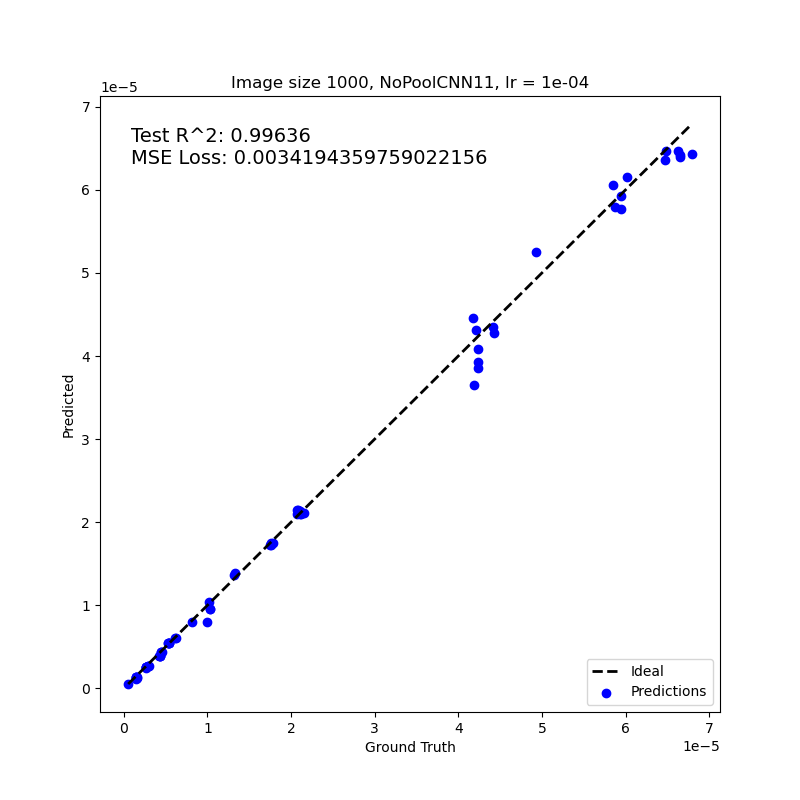 Image size 1000, NoPoolCNN11, lr = 1e-04
1e−5
Test R^2: 0.99636
MSE Loss: 0.0034194359759022156
7
6
5
4
3
2
1
0
Predicted
Ideal
Predictions
0 1 2 3 4 5 6 7
1e−5
Ground Truth